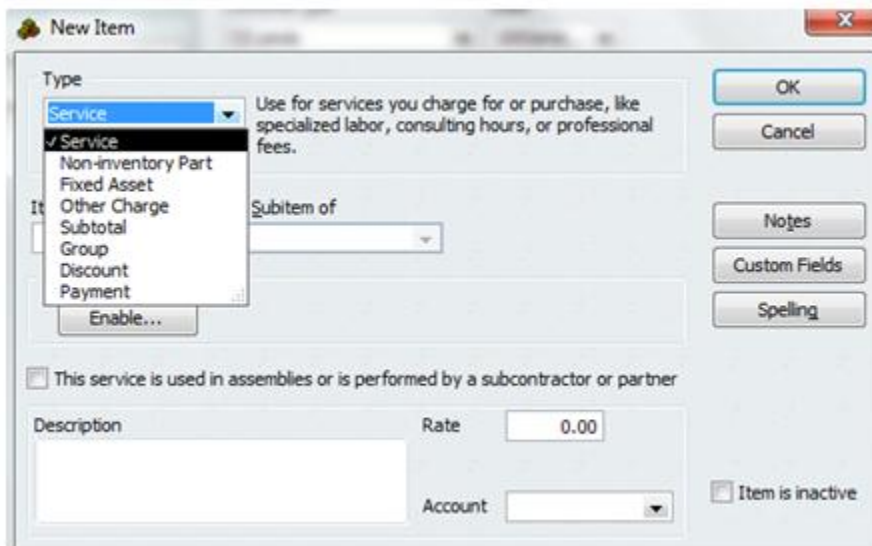 New Item
Type
Service
Use for services you charge for or purchase, like
specialized labor, consulting hours, or professional
fees.
✓ Service
Non-inventory Part
Fixed Asset
Other Charge
Subtotal
Group
Discount
Payment
It
Subitem of
Enable...
This service is used in assemblies or is performed by a subcontractor or partner
Description
Rate
0.00
Account
OK
Cancel
Notes
Custom Fields
Spelling
Item is inactive